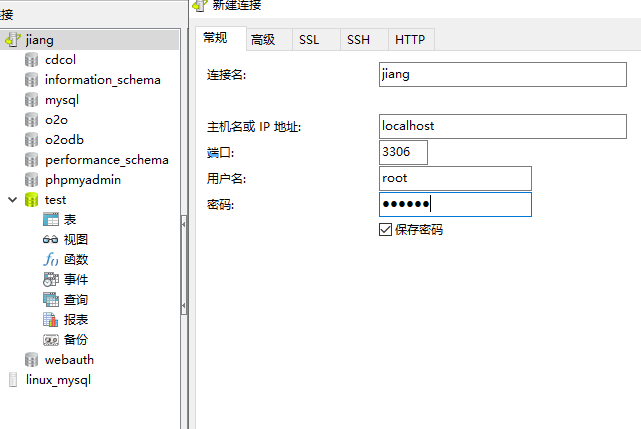 接
jiang
cdcol
information_schema
mysql
o2o
o2odb
performance_schema
phpmyadmin
test
表
视图
f()
函数
事件
查询
报表
备份
webauth
linux_mysql
新建连接
常规
高级
SSL
SSH
HTTP
连接名:
jiang
主机名或 IP 地址:
localhost
端口:
3306
用户名:
root
密码:
●●●●●●
保存密码